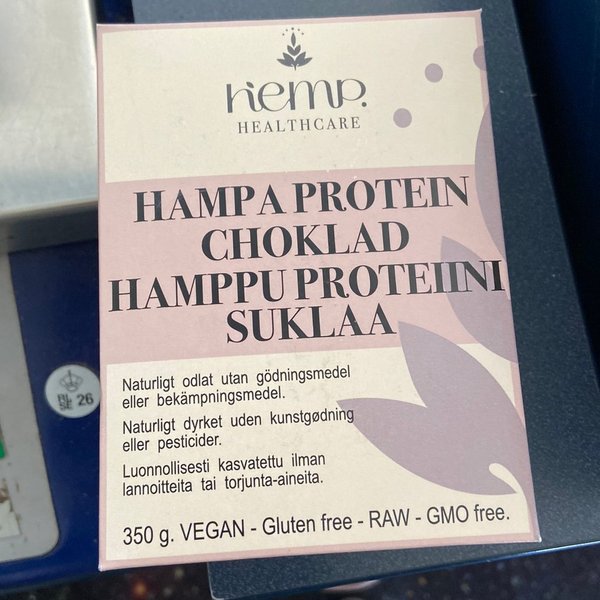 hemp.
HEALTHCARE
HAMPA PROTEIN
CHOKLAD
HAMPPU PROTEIINI
SUKLAA
Naturligt odlat utan gödningsmedel
eller bekämpningsmedel.
Naturligt dyrket uden kunstgødning
eller pesticider.
Luonnollisesti kasvatettu ilman
lannoitteita tai torjunta-aineita.
350 g. VEGAN - Gluten free - RAW - GMO free.
26